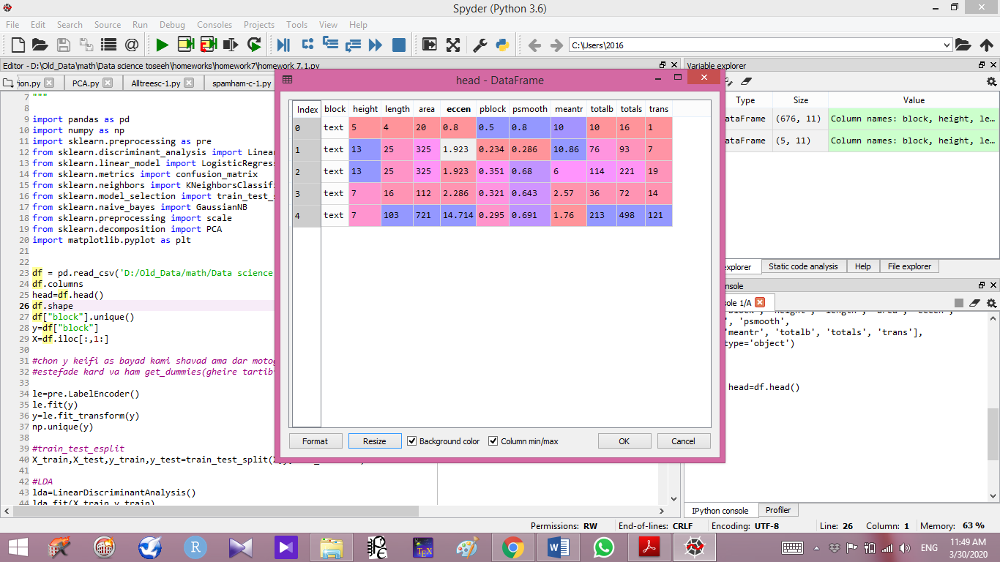 Spyder (Python 3.6)
File Edit Search Source Run Debug Consoles Projects Tools View Help
C:\Users\2016
Editor - D:\Old_Data\math\Data science toseeh\homeworks\homework7\homework 7.1.py
Variable explorer
ion.py PCA.py Alltreesc-1.py spamham-c-1.py
head - DataFrame
Type Size Value
DataFrame (676, 11) Column names: block, height, le...
DataFrame (5, 11) Column names: block, height, le...
Index block height length area eccen pblock psmooth meantr totalb totals trans
0 text 5 4 20 0.8 0.5 0.8 10 10 16 1
1 text 13 25 325 1.923 0.234 0.286 10.86 76 93 7
2 text 13 25 325 1.923 0.351 0.68 6 114 221 19
3 text 7 16 112 2.286 0.321 0.643 2.57 36 72 14
4 text 7 103 721 14.714 0.295 0.691 1.76 213 498 121
Format Resize Background color Column min/max OK Cancel
7 """
8
9 import pandas as pd
10 import numpy as np
11 import sklearn.preprocessing as pre
12 from sklearn.discriminant_analysis import Linear
13 from sklearn.linear_model import LogisticRegress
14 from sklearn.metrics import confusion_matrix
15 from sklearn.neighbors import KNeighborsClassifi
16 from sklearn.model_selection import train_test_s
17 from sklearn.naive_bayes import GaussianNB
18 from sklearn.preprocessing import scale
19 from sklearn.decomposition import PCA
20 import matplotlib.pyplot as plt
21
22
23 df = pd.read_csv('D:/Old_Data/math/Data science
24 df.columns
25 head=df.head()
26 df.shape
27 df["block"].unique()
28 y=df["block"]
29 X=df.iloc[:,1:]
30
31 #chon y keifi as bayad kami shavad ama dar motog
32 #estefade kard va ham get_dummies(gheire tartib
33
34 le=pre.LabelEncoder()
35 le.fit(y)
36 y=le.fit_transform(y)
37 np.unique(y)
38
39 #train_test_esplit
40 X_train,X_test,y_train,y_test=train_test_split(
41
42 #LDA
43 lda=LinearDiscriminantAnalysis()
44 lda.fit(X_train,y_train)
explorer Static code analysis Help File explorer
nsole
sole 1/A
'block', 'height', 'length', 'area', 'eccen',
', 'psmooth',
'meantr', 'totalb', 'totals', 'trans'],
type='object')
head=df.head()
IPython console Profiler
Permissions: RW End-of-lines: CRLF Encoding: UTF-8 Line: 26 Column: 1 Memory: 63 %
ENG 11:49 AM
3/30/2020